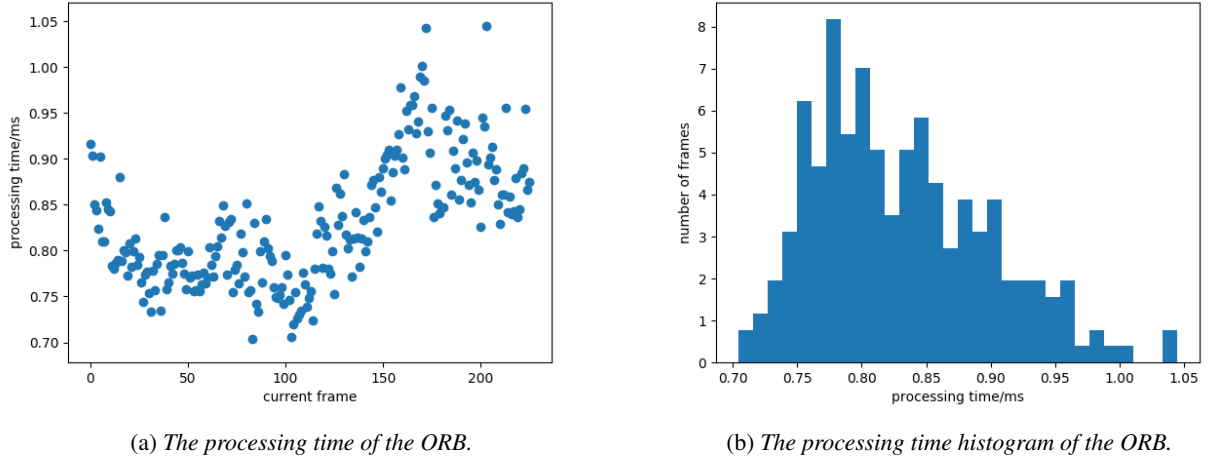 1.05
1.00
0.95
0.90
0.85
0.80
0.75
0.70
processing time/ms
0 50 100 150 200
current frame
(a) The processing time of the ORB.
8
7
6
5
4
3
2
1
0
number of frames
0.70 0.75 0.80 0.85 0.90 0.95 1.00 1.05
processing time/ms
(b) The processing time histogram of the ORB.